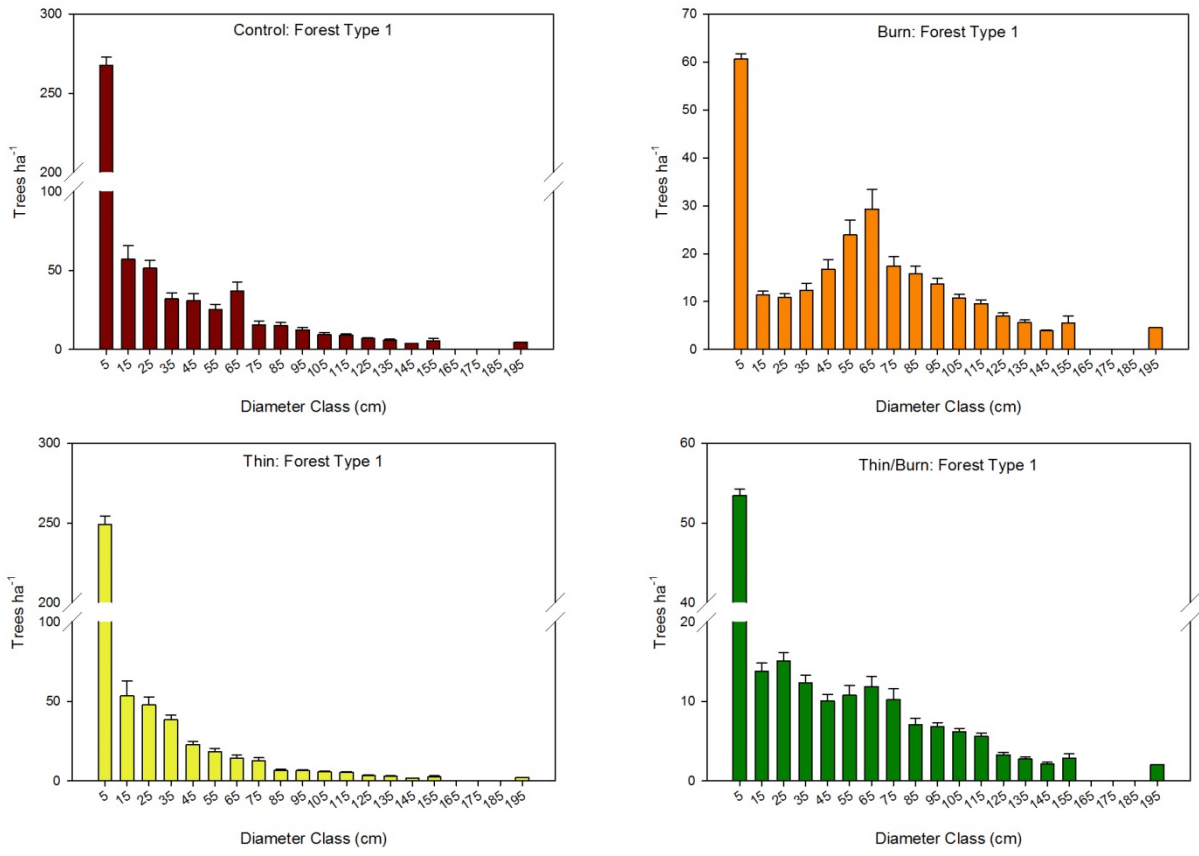 Control: Forest Type 1
Trees ha⁻¹
300
250
200
100
50
0
5 15 25 35 45 55 65 75 85 95 105 115 125 135 145 155 165 175 185 195
Diameter Class (cm)
Burn: Forest Type 1
Trees ha⁻¹
70
60
50
40
30
20
10
0
5 15 25 35 45 55 65 75 85 95 105 115 125 135 145 155 165 175 185 195
Diameter Class (cm)
Thin: Forest Type 1
Trees ha⁻¹
300
250
200
100
50
0
5 15 25 35 45 55 65 75 85 95 105 115 125 135 145 155 165 175 185 195
Diameter Class (cm)
Thin/Burn: Forest Type 1
Trees ha⁻¹
60
50
40
20
10
0
5 15 25 35 45 55 65 75 85 95 105 115 125 135 145 155 165 175 185 195
Diameter Class (cm)